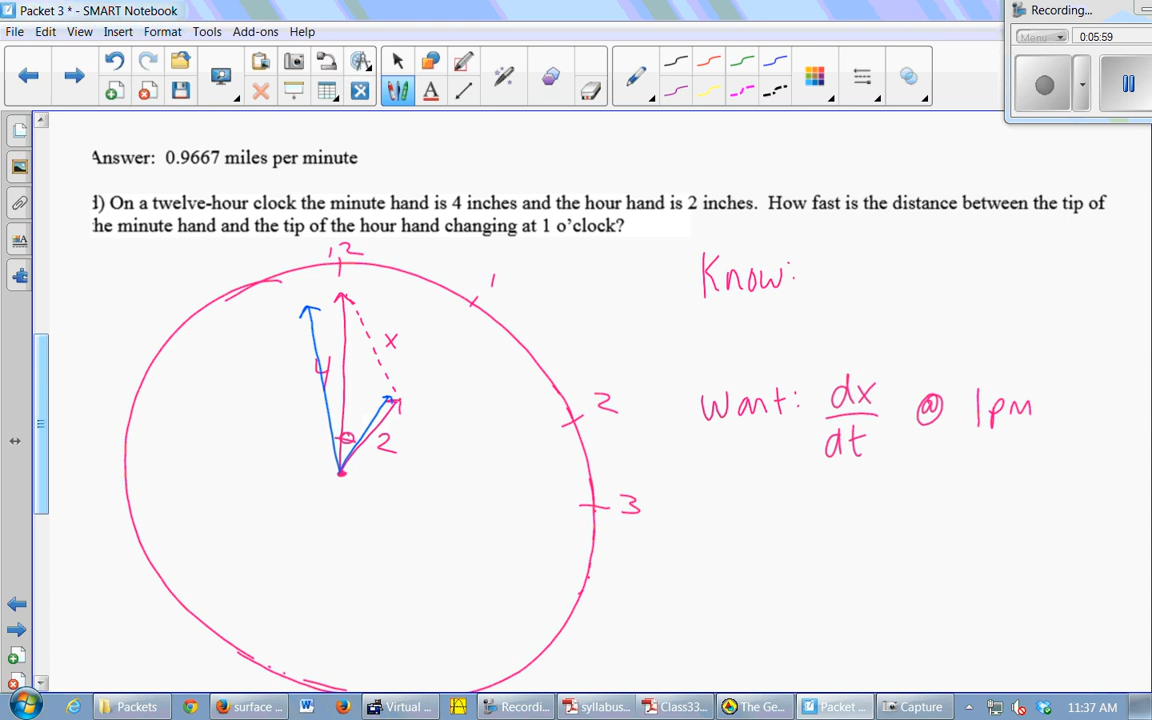 Packet 3 * - SMART Notebook
File Edit View Insert Format Tools Add-ons Help
Recording...
Menu
0:05:59
Answer: 0.9667 miles per minute
l) On a twelve-hour clock the minute hand is 4 inches and the hour hand is 2 inches. How fast is the distance between the tip of
he minute hand and the tip of the hour hand changing at 1 o'clock?
12
1
Know:
x
4
Want: dx/dt @ 1pm
2
θ
2
3
Packets
surface ...
Virtual ...
Recordi...
syllabus...
Class33...
The Ge...
Packet ...
Capture
11:37 AM